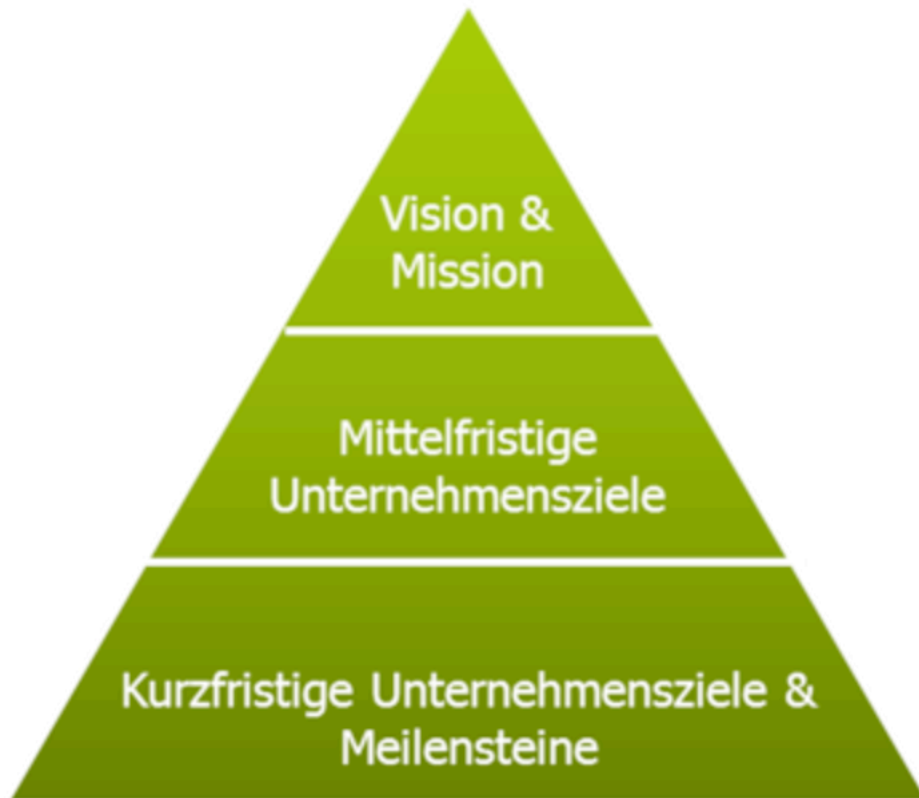 Vision &
Mission
Mittelfristige
Unternehmensziele
Kurzfristige Unternehmensziele &
Meilensteine